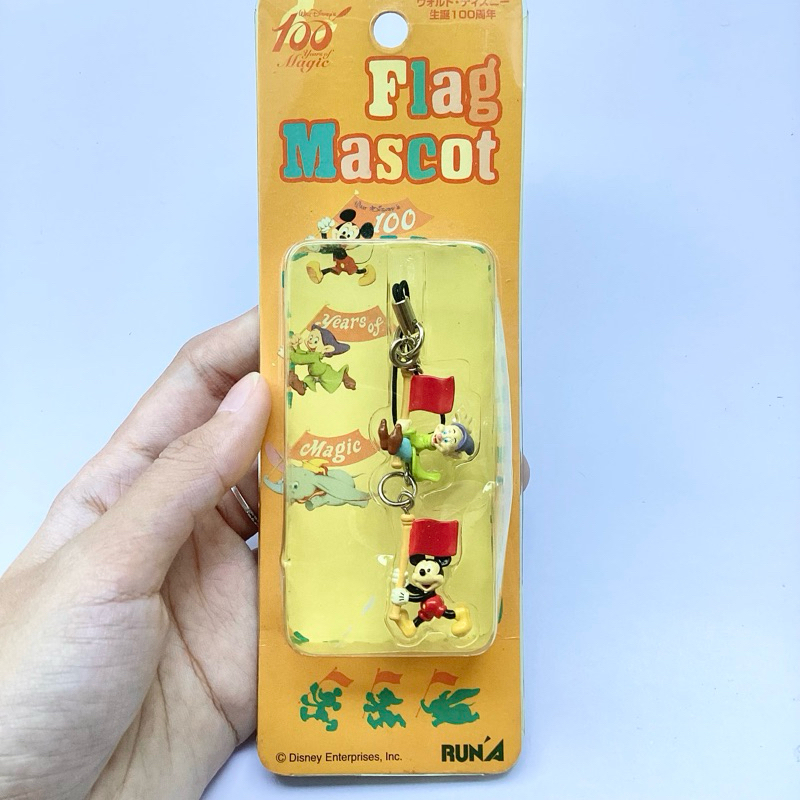 Walt Disney's
100
Years of
Magic
ウォルト・ディズニー
生誕100周年
Flag
Mascot
Walt Disney's
100
Years of
Magic
© Disney Enterprises, Inc.
RUN'A